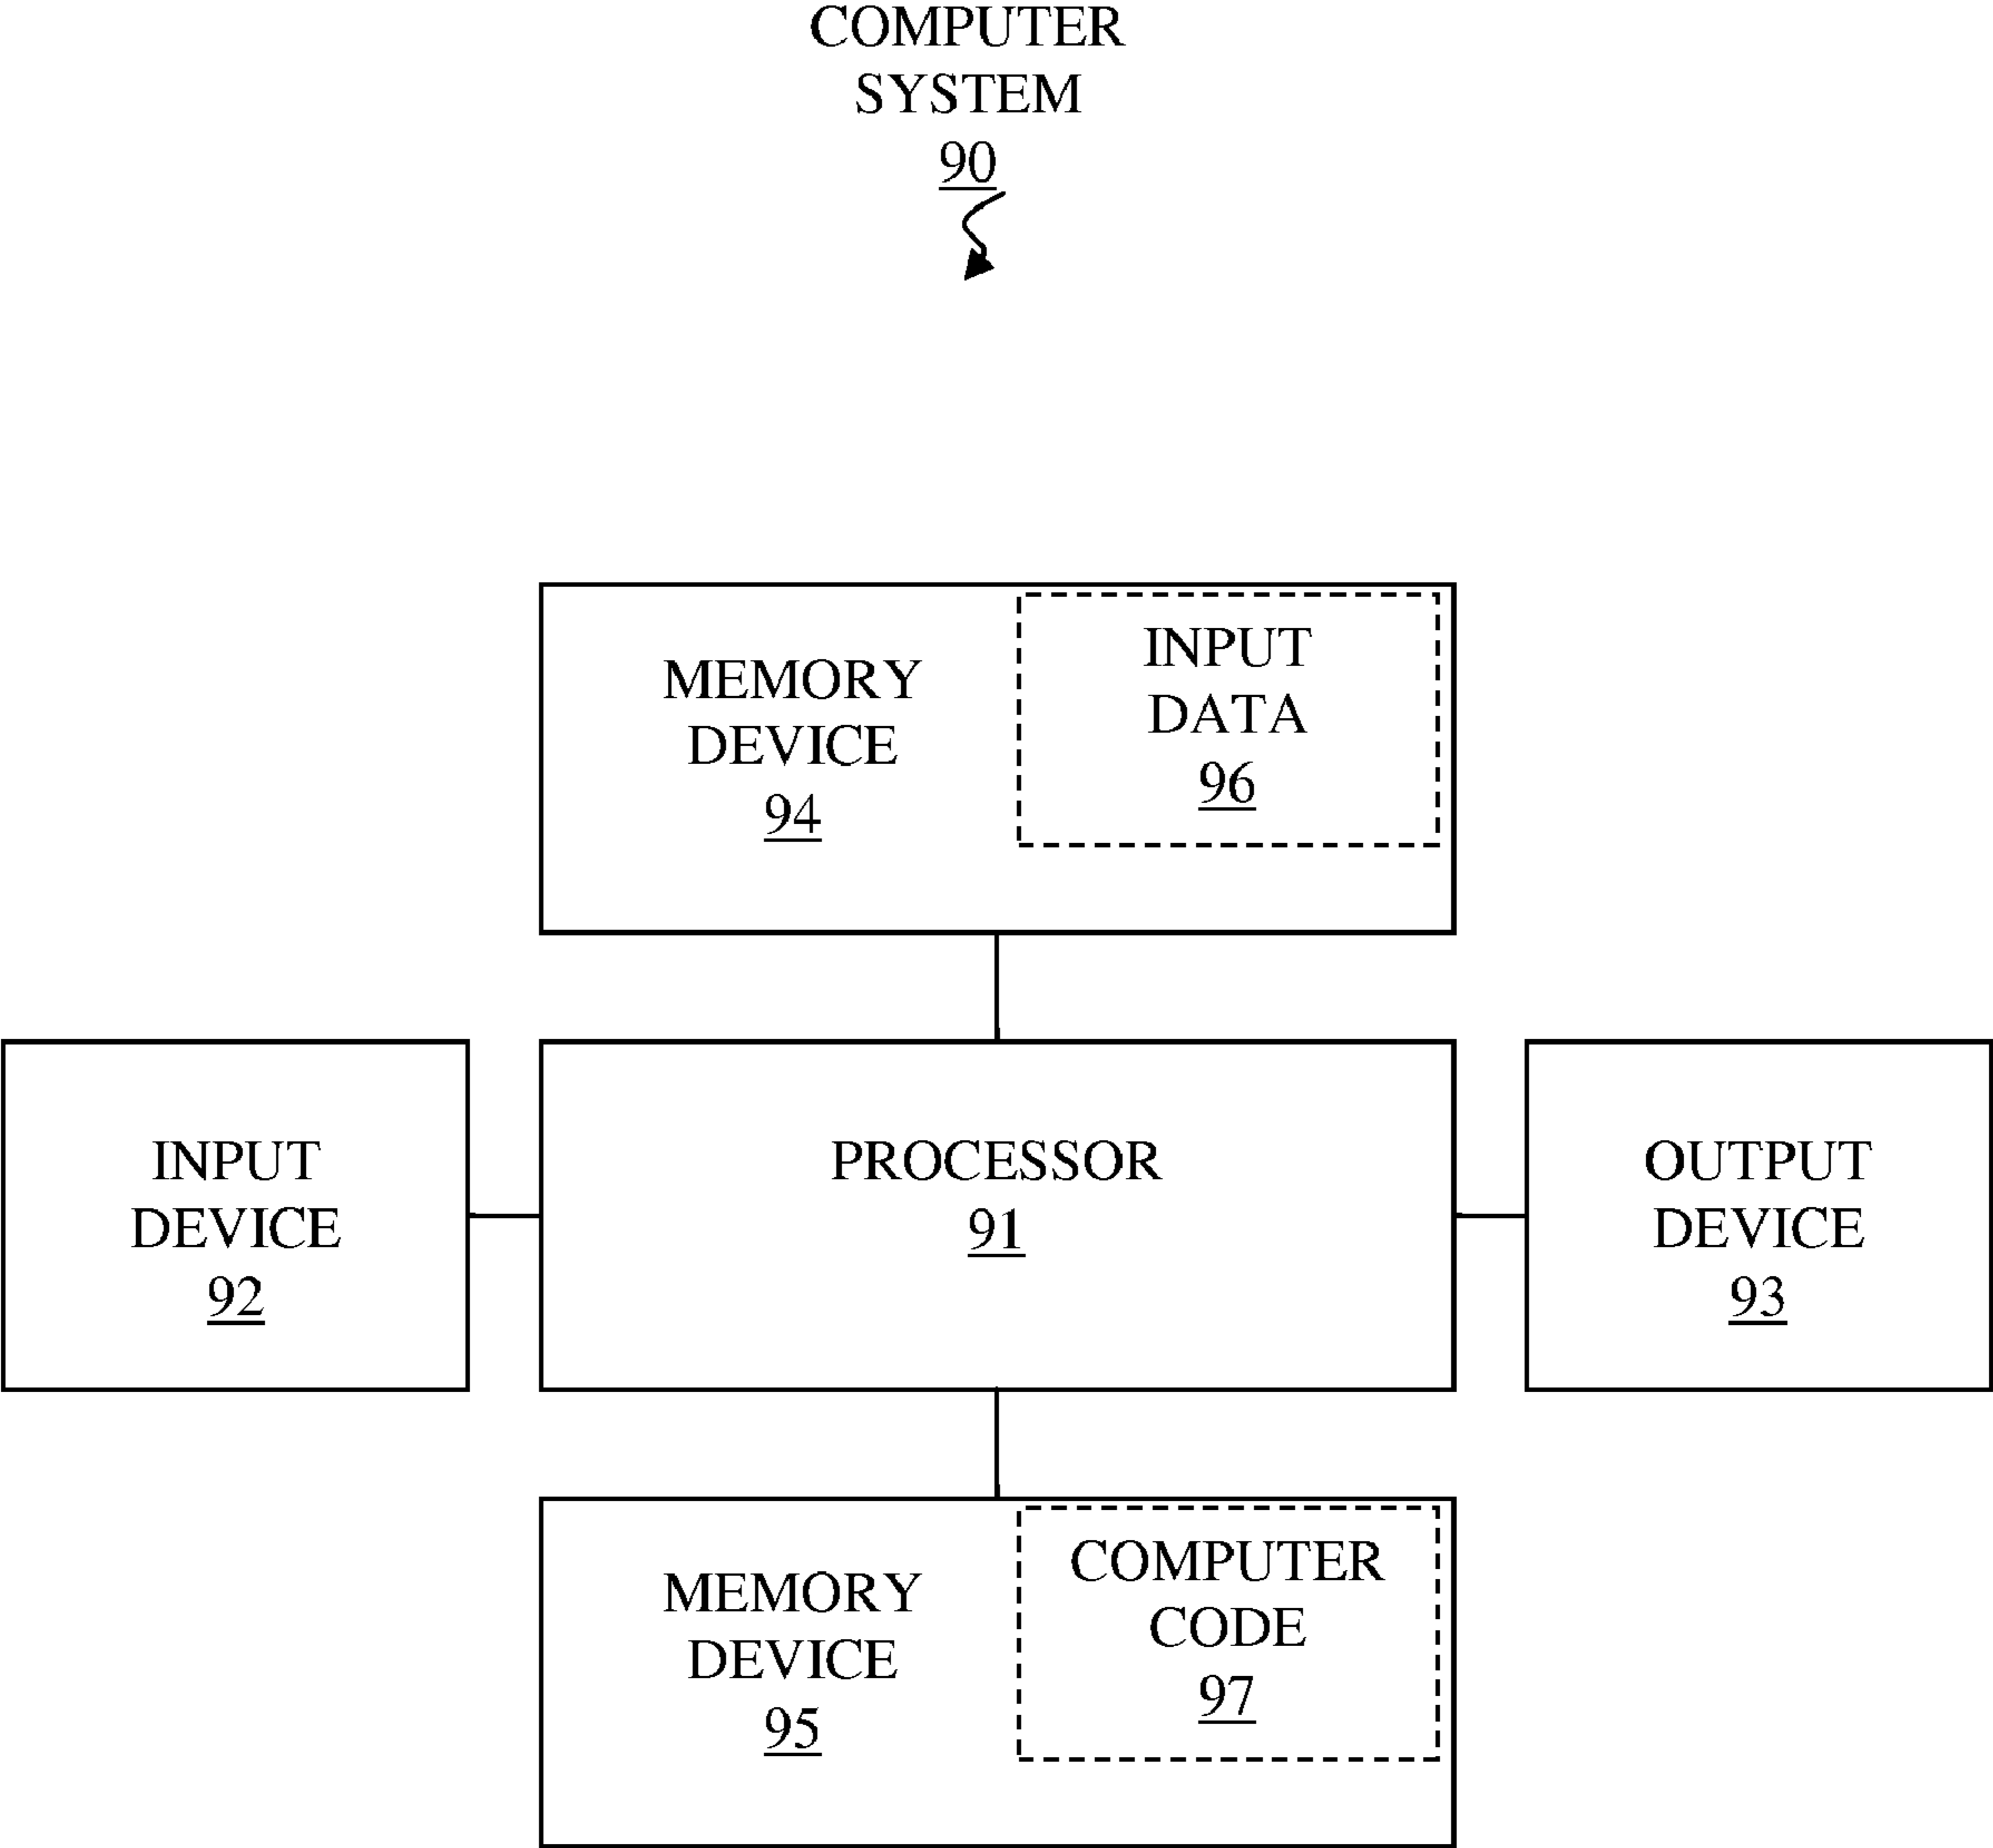 COMPUTER
SYSTEM
90
MEMORY
DEVICE
94
INPUT
DATA
96
INPUT
DEVICE
92
PROCESSOR
91
OUTPUT
DEVICE
93
MEMORY
DEVICE
95
COMPUTER
CODE
97